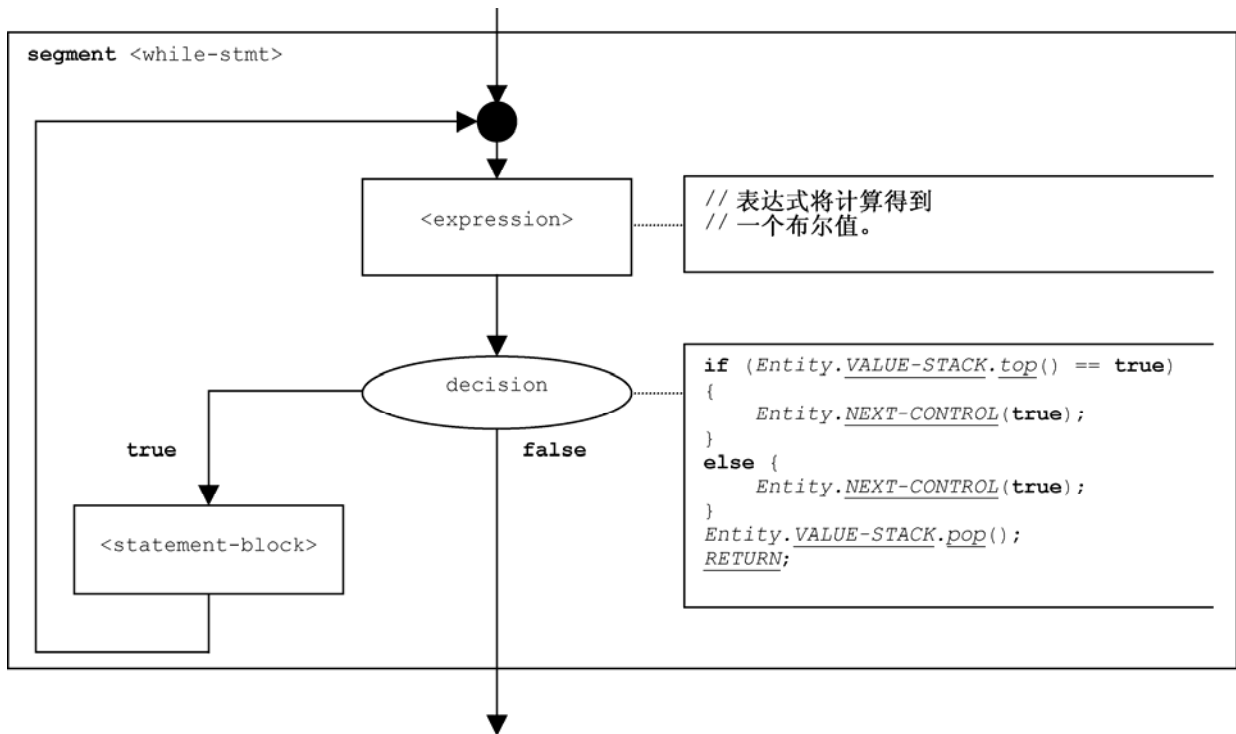 segment <while-stmt>
<expression>
// 表达式将计算得到
// 一个布尔值。
decision
true
false
if (Entity.VALUE-STACK.top() == true)
{
    Entity.NEXT-CONTROL(true);
}
else {
    Entity.NEXT-CONTROL(true);
}
Entity.VALUE-STACK.pop();
RETURN;
<statement-block>